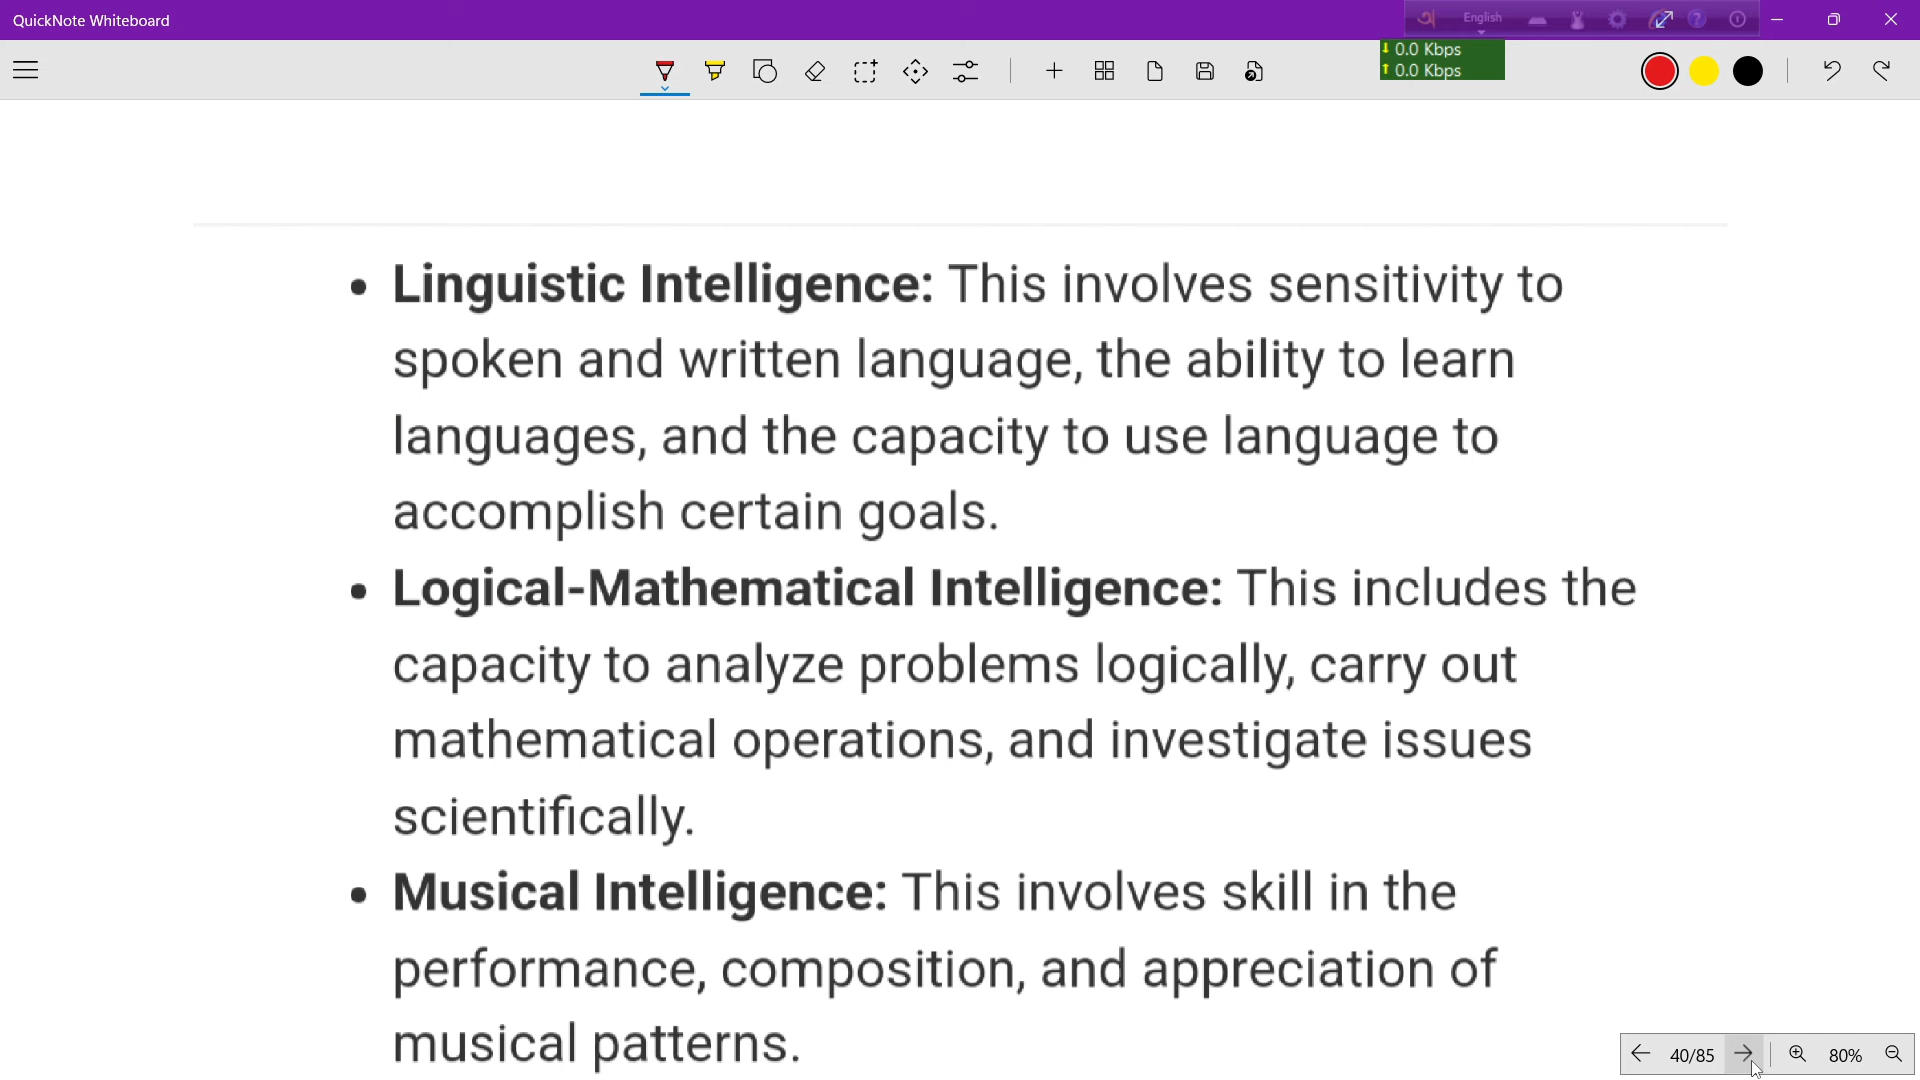 QuickNote Whiteboard
English
0.0 Kbps
0.0 Kbps
• Linguistic Intelligence: This involves sensitivity to
spoken and written language, the ability to learn
languages, and the capacity to use language to
accomplish certain goals.
• Logical-Mathematical Intelligence: This includes the
capacity to analyze problems logically, carry out
mathematical operations, and investigate issues
scientifically.
• Musical Intelligence: This involves skill in the
performance, composition, and appreciation of
musical patterns.
40/85
80%